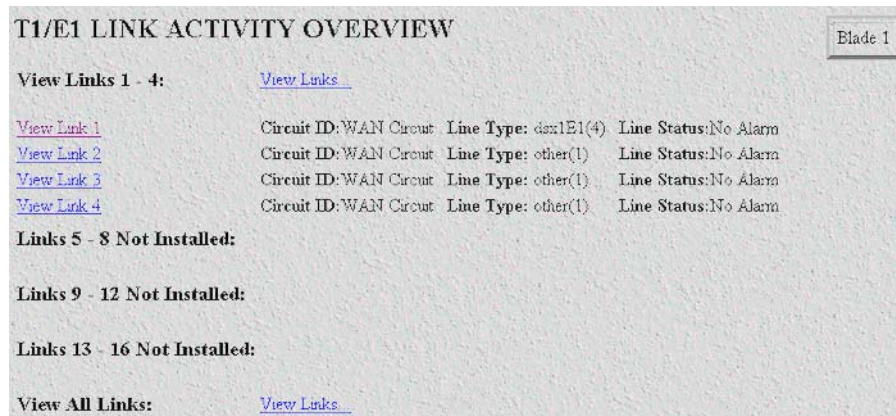 T1/E1 LINK ACTIVITY OVERVIEW
Blade 1
View Links 1 - 4: View Links...
View Link 1 Circuit ID:WAN Circuit Line Type: dsx1E1(4) Line Status:No Alarm
View Link 2 Circuit ID:WAN Circuit Line Type: other(1) Line Status:No Alarm
View Link 3 Circuit ID:WAN Circuit Line Type: other(1) Line Status:No Alarm
View Link 4 Circuit ID:WAN Circuit Line Type: other(1) Line Status:No Alarm
Links 5 - 8 Not Installed:
Links 9 - 12 Not Installed:
Links 13 - 16 Not Installed:
View All Links: View Links...